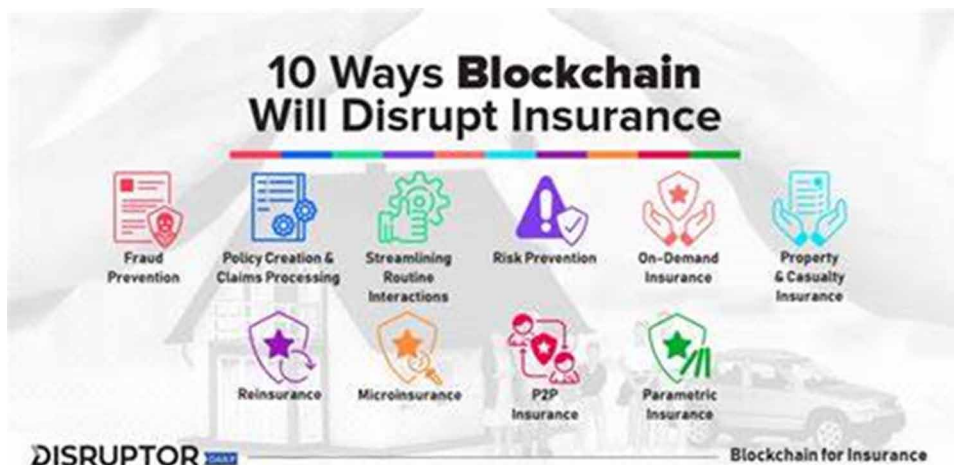 10 Ways Blockchain
Will Disrupt Insurance
Fraud
Prevention
Policy Creation &
Claims Processing
Streamlining
Routine
Interactions
Risk Prevention
On-Demand
Insurance
Property
& Casualty
Insurance
Reinsurance
Microinsurance
P2P
Insurance
Parametric
Insurance
DISRUPTOR DAILY
Blockchain for Insurance